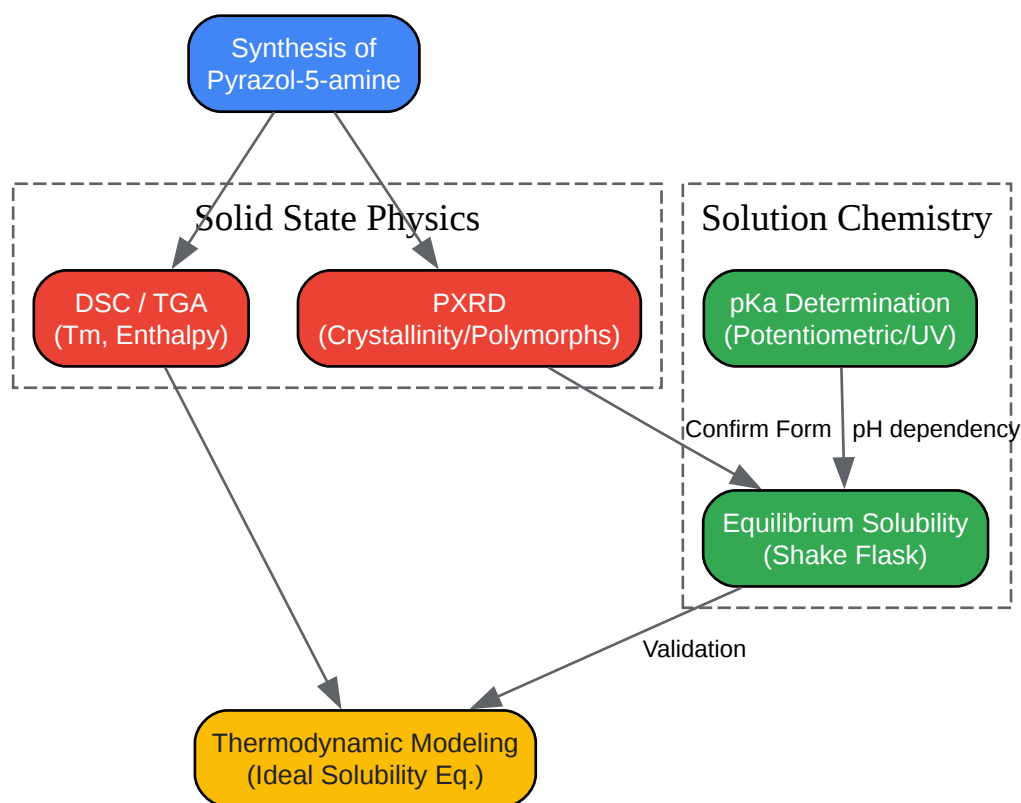 Synthesis of
Pyrazol-5-amine
Solid State Physics
Solution Chemistry
DSC / TGA
(Tm, Enthalpy)
PXRD
(Crystallinity/Polymorphs)
pKa Determination
(Potentiometric/UV)
Confirm Form
pH dependency
Equilibrium Solubility
(Shake Flask)
Validation
Thermodynamic Modeling
(Ideal Solubility Eq.)